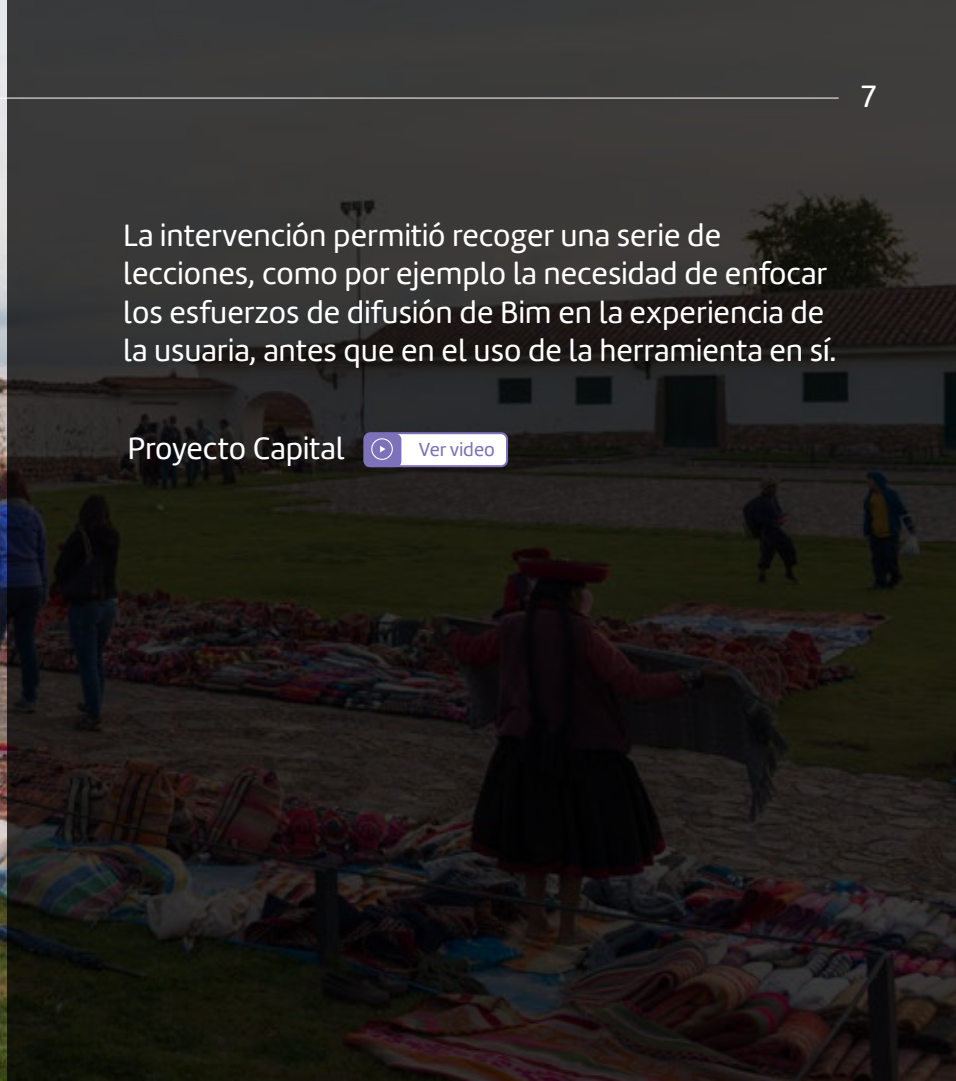 7
La intervención permitió recoger una serie de
lecciones, como por ejemplo la necesidad de enfocar
los esfuerzos de difusión de Bim en la experiencia de
la usuaria, antes que en el uso de la herramienta en sí.
Proyecto Capital Ver video